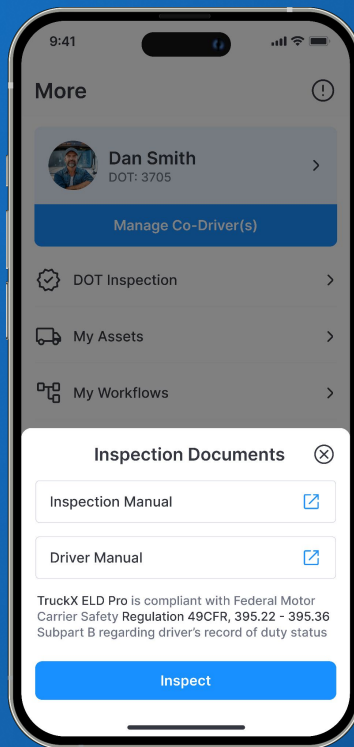 9:41
More
Dan Smith
DOT: 3705
Manage Co-Driver(s)
DOT Inspection
My Assets
My Workflows
Inspection Documents
Inspection Manual
Driver Manual
TruckX ELD Pro is compliant with Federal Motor
Carrier Safety Regulation 49CFR, 395.22 - 395.36
Subpart B regarding driver's record of duty status
Inspect